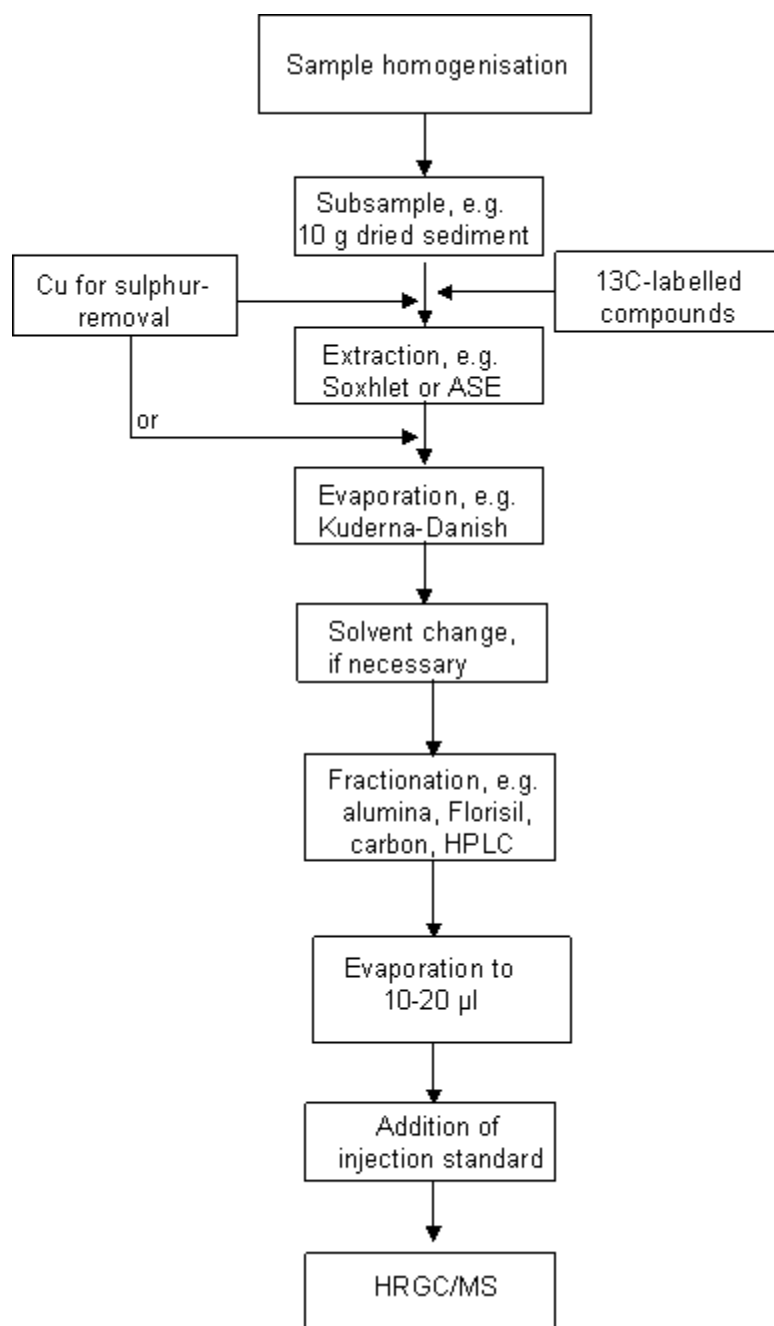 Sample homogenisation
Subsample, e.g.
10 g dried sediment
Cu for sulphur-
removal
13C-labelled
compounds
Extraction, e.g.
Soxhlet or ASE
or
Evaporation, e.g.
Kuderna-Danish
Solvent change,
if necessary
Fractionation, e.g.
alumina, Florisil,
carbon, HPLC
Evaporation to
10-20 µl
Addition of
injection standard
HRGC/MS